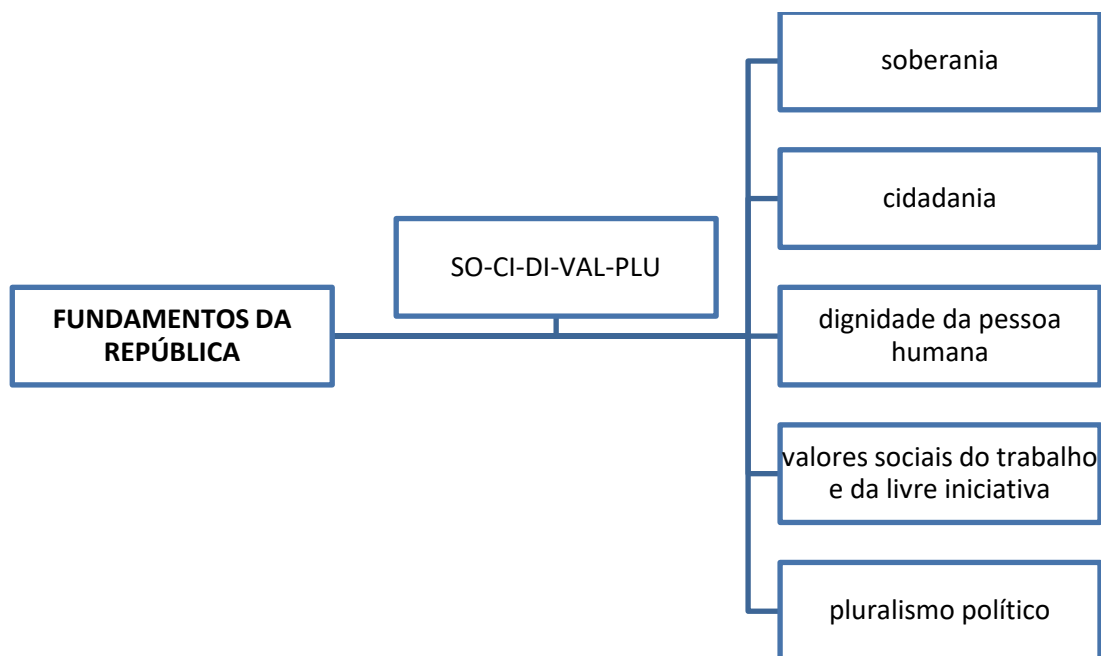 FUNDAMENTOS DA
REPÚBLICA
SO-CI-DI-VAL-PLU
soberania
cidadania
dignidade da pessoa
humana
valores sociais do trabalho
e da livre iniciativa
pluralismo político